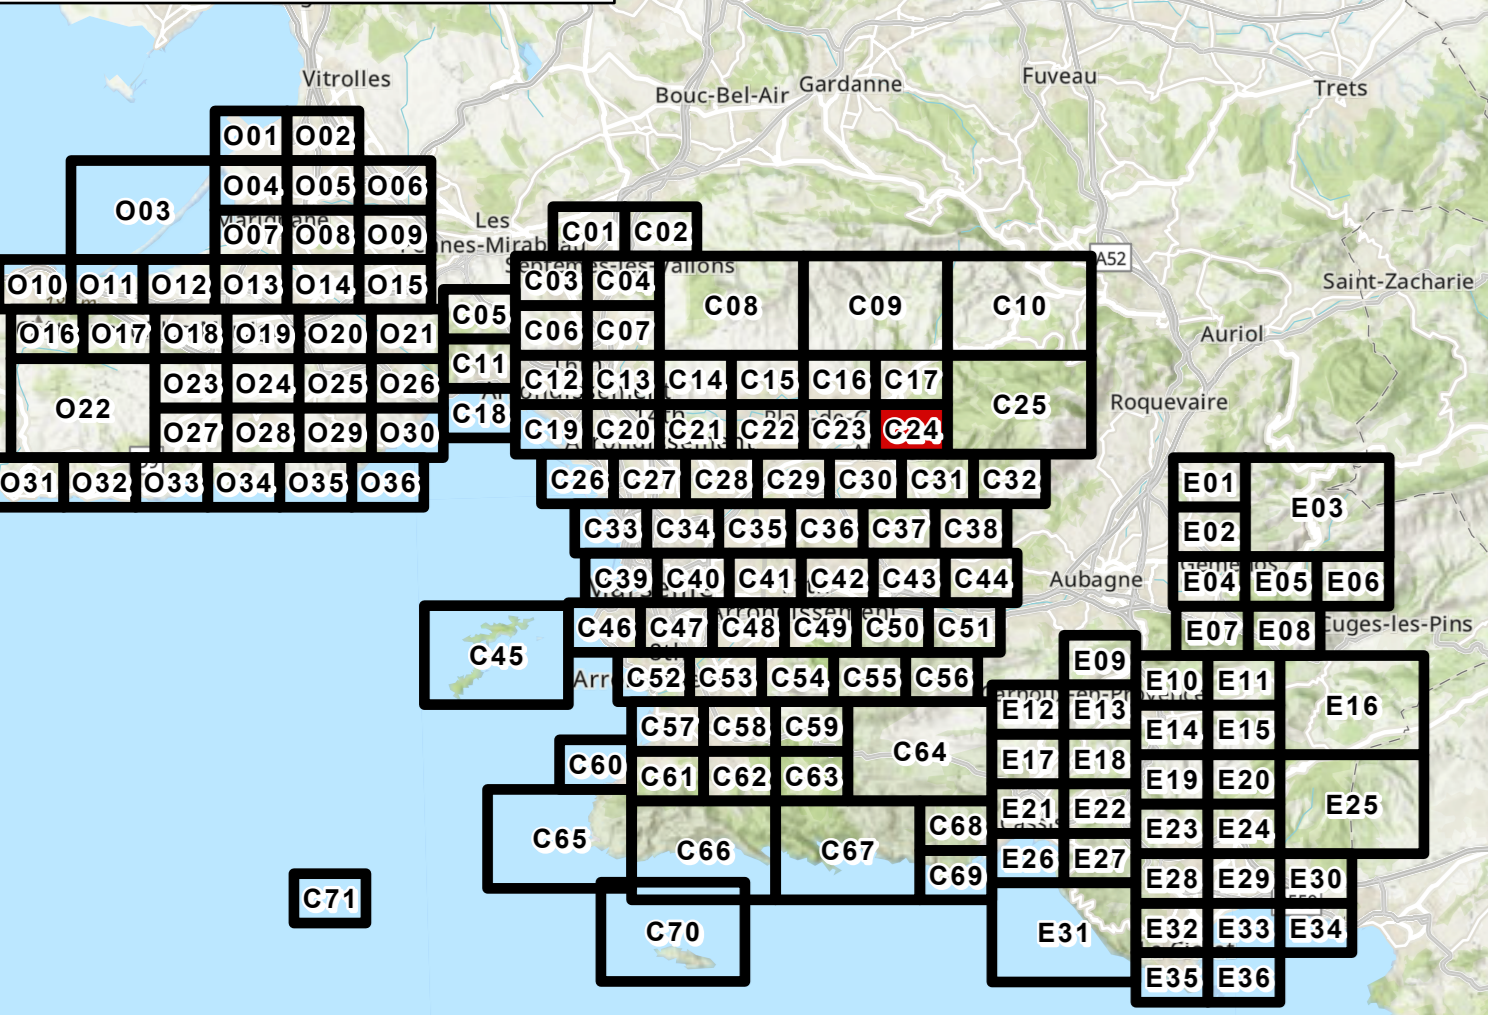 Vitrolles
Bouc-Bel-Air
Gardanne
Fuveau
Trets
O01 O02
O04 O05 O06
O03
Les
C01 C02
O07 O08 O09
A52
O10 O11 O12 O13 O14 O15
C03 C04
Saint-Zacharie
C08 C09 C10
C05
O16 O17 O18 O19 O20 O21
C06 C07
Auriol
C11
O23 O24 O25 O26
C12 C13 C14 C15 C16 C17
O22
C25
Roquevaire
C18
O27 O28 O29 O30
C19 C20 C21 C22 C23 C24
O31 O32 O33 O34 O35 O36
C26 C27 C28 C29 C30 C31 C32
E01
E03
C33 C34 C35 C36 C37 C38
E02
C39 C40 C41 C42 C43 C44
Aubagne
E04 E05 E06
C46 C47 C48 C49 C50 C51
E07 E08
Cuges-les-Pins
C45
E09
C52 C53 C54 C55 C56
E10 E11
E16
E12 E13
C57 C58 C59
E14 E15
C64
C60
E17 E18
C61 C62 C63
E19 E20
E25
E21 E22
C68
E23 E24
C65
C66 C67
E26 E27
C69
E28 E29 E30
C71
C70
E31
E32 E33 E34
E35 E36